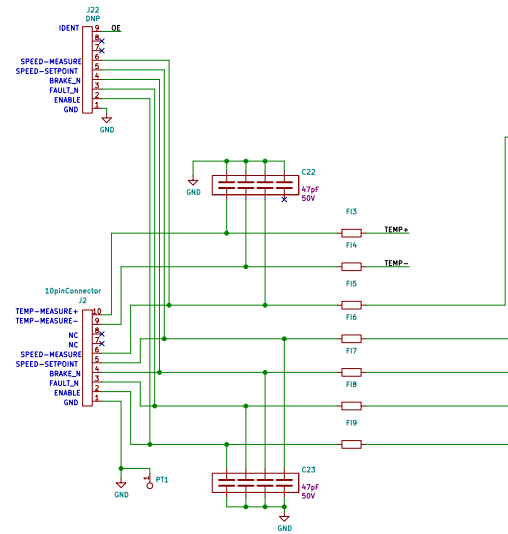 J22
DNP
IDENT 9 OE
8
7
SPEED-MEASURE 6
SPEED-SETPOINT 5
BRAKE_N 4
FAULT_N 3
ENABLE 2
GND 1
GND
C22
GND
47pF
50V
FI3
TEMP+
FI4
TEMP-
FI5
10pinConnector
J2
TEMP-MEASURE+ 10
TEMP-MEASURE- 9
FI6
NC 8
NC 7
SPEED-MEASURE 6
FI7
SPEED-SETPOINT 5
BRAKE_N 4
FAULT_N 3
FI8
ENABLE 2
GND 1
FI9
C23
PT1
GND
47pF
50V
GND